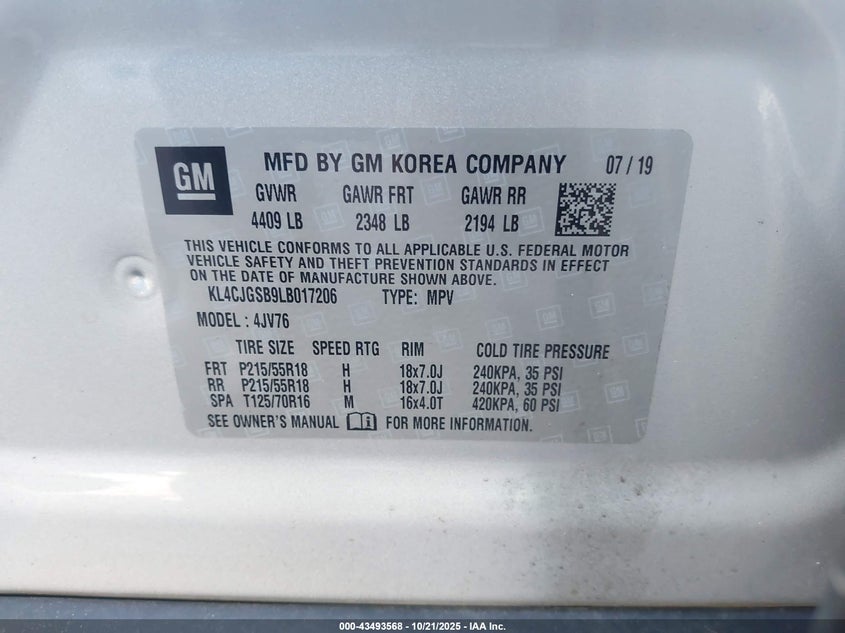 GM MFD BY GM KOREA COMPANY 07 / 19
GVWR GAWR FRT GAWR RR
4409 LB 2348 LB 2194 LB
THIS VEHICLE CONFORMS TO ALL APPLICABLE U.S. FEDERAL MOTOR
VEHICLE SAFETY AND THEFT PREVENTION STANDARDS IN EFFECT
ON THE DATE OF MANUFACTURE SHOWN ABOVE.
KL4CJGSB9LB017206 TYPE: MPV
MODEL : 4JV76
TIRE SIZE SPEED RTG RIM COLD TIRE PRESSURE
FRT P215/55R18 H 18x7.0J 240KPA, 35 PSI
RR P215/55R18 H 18x7.0J 240KPA, 35 PSI
SPA T125/70R16 M 16x4.0T 420KPA, 60 PSI
SEE OWNER'S MANUAL FOR MORE INFORMATION.
000-43493568 - 10/21/2025 - IAA Inc.